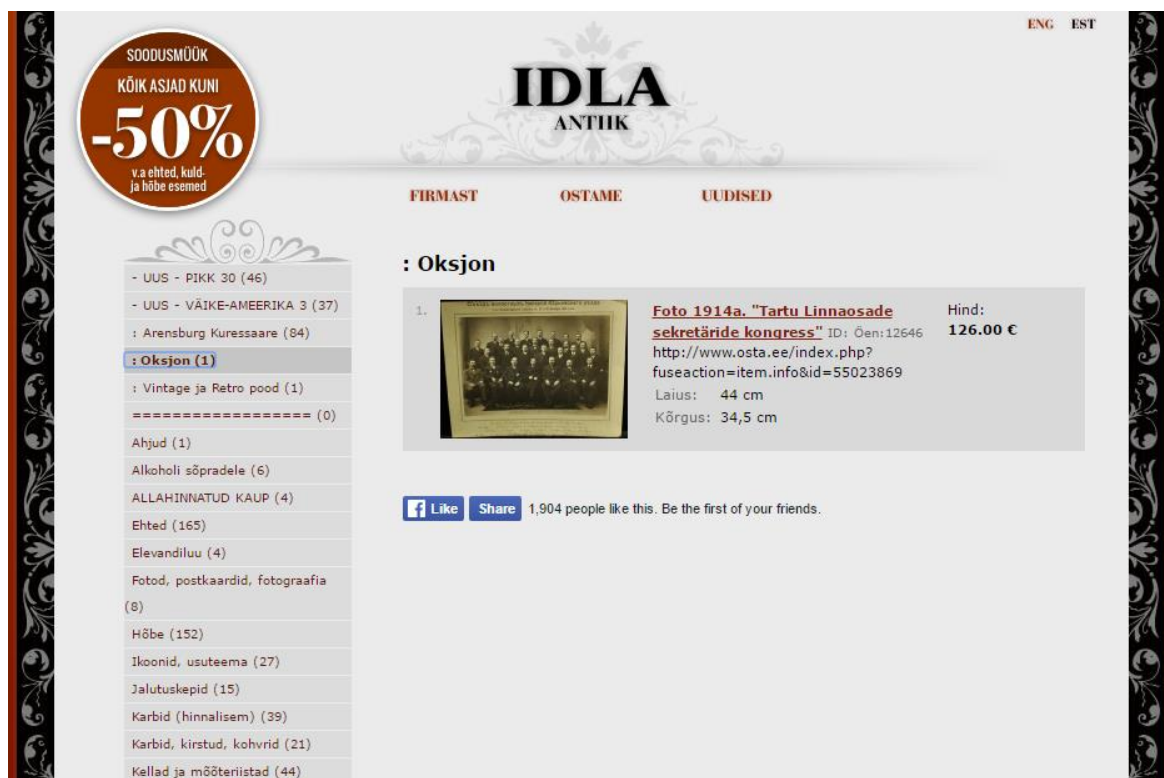 ENG EST
SOODUSMÜÜK
KÕIK ASJAD KUNI
-50%
v.a ehted, kuld-
ja hõbe esemed
IDLA
ANTIIK
FIRMAST OSTAME UUDISED
- UUS - PIKK 30 (46)
- UUS - VÄIKE-AMEERIKA 3 (37)
: Arensburg Kuressaare (84)
: Oksjon (1)
: Vintage ja Retro pood (1)
=================== (0)
Ahjud (1)
Alkoholi sõpradele (6)
ALLAHINNATUD KAUP (4)
Ehted (165)
Elevandiluu (4)
Fotod, postkaardid, fotograafia
(8)
Hõbe (152)
Ikoonid, usuteema (27)
Jalutuskepid (15)
Karbid (hinnalisem) (39)
Karbid, kirstud, kohvrid (21)
Kellad ja mõõteriistad (44)
: Oksjon
1.
Foto 1914a. "Tartu Linnaosade
sekretäride kongress" ID: Öen:12646
http://www.osta.ee/index.php?
fuseaction=item.info&id=55023869
Laius: 44 cm
Kõrgus: 34,5 cm
Hind:
126.00 €
Like Share 1,904 people like this. Be the first of your friends.